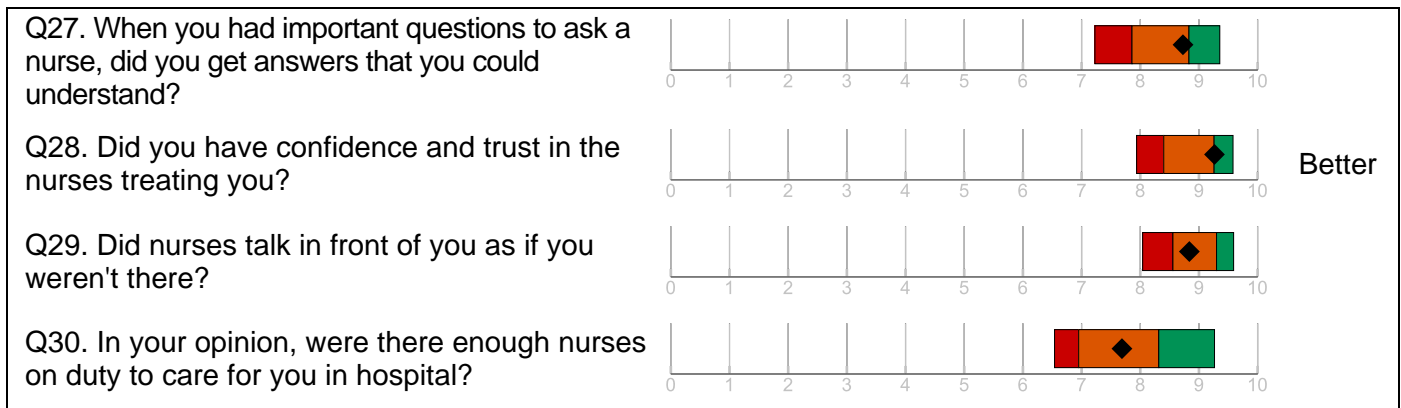 Q27. When you had important questions to ask a
nurse, did you get answers that you could
understand?
0 1 2 3 4 5 6 7 8 9 10
Q28. Did you have confidence and trust in the
nurses treating you?
Better
0 1 2 3 4 5 6 7 8 9 10
Q29. Did nurses talk in front of you as if you
weren't there?
0 1 2 3 4 5 6 7 8 9 10
Q30. In your opinion, were there enough nurses
on duty to care for you in hospital?
0 1 2 3 4 5 6 7 8 9 10